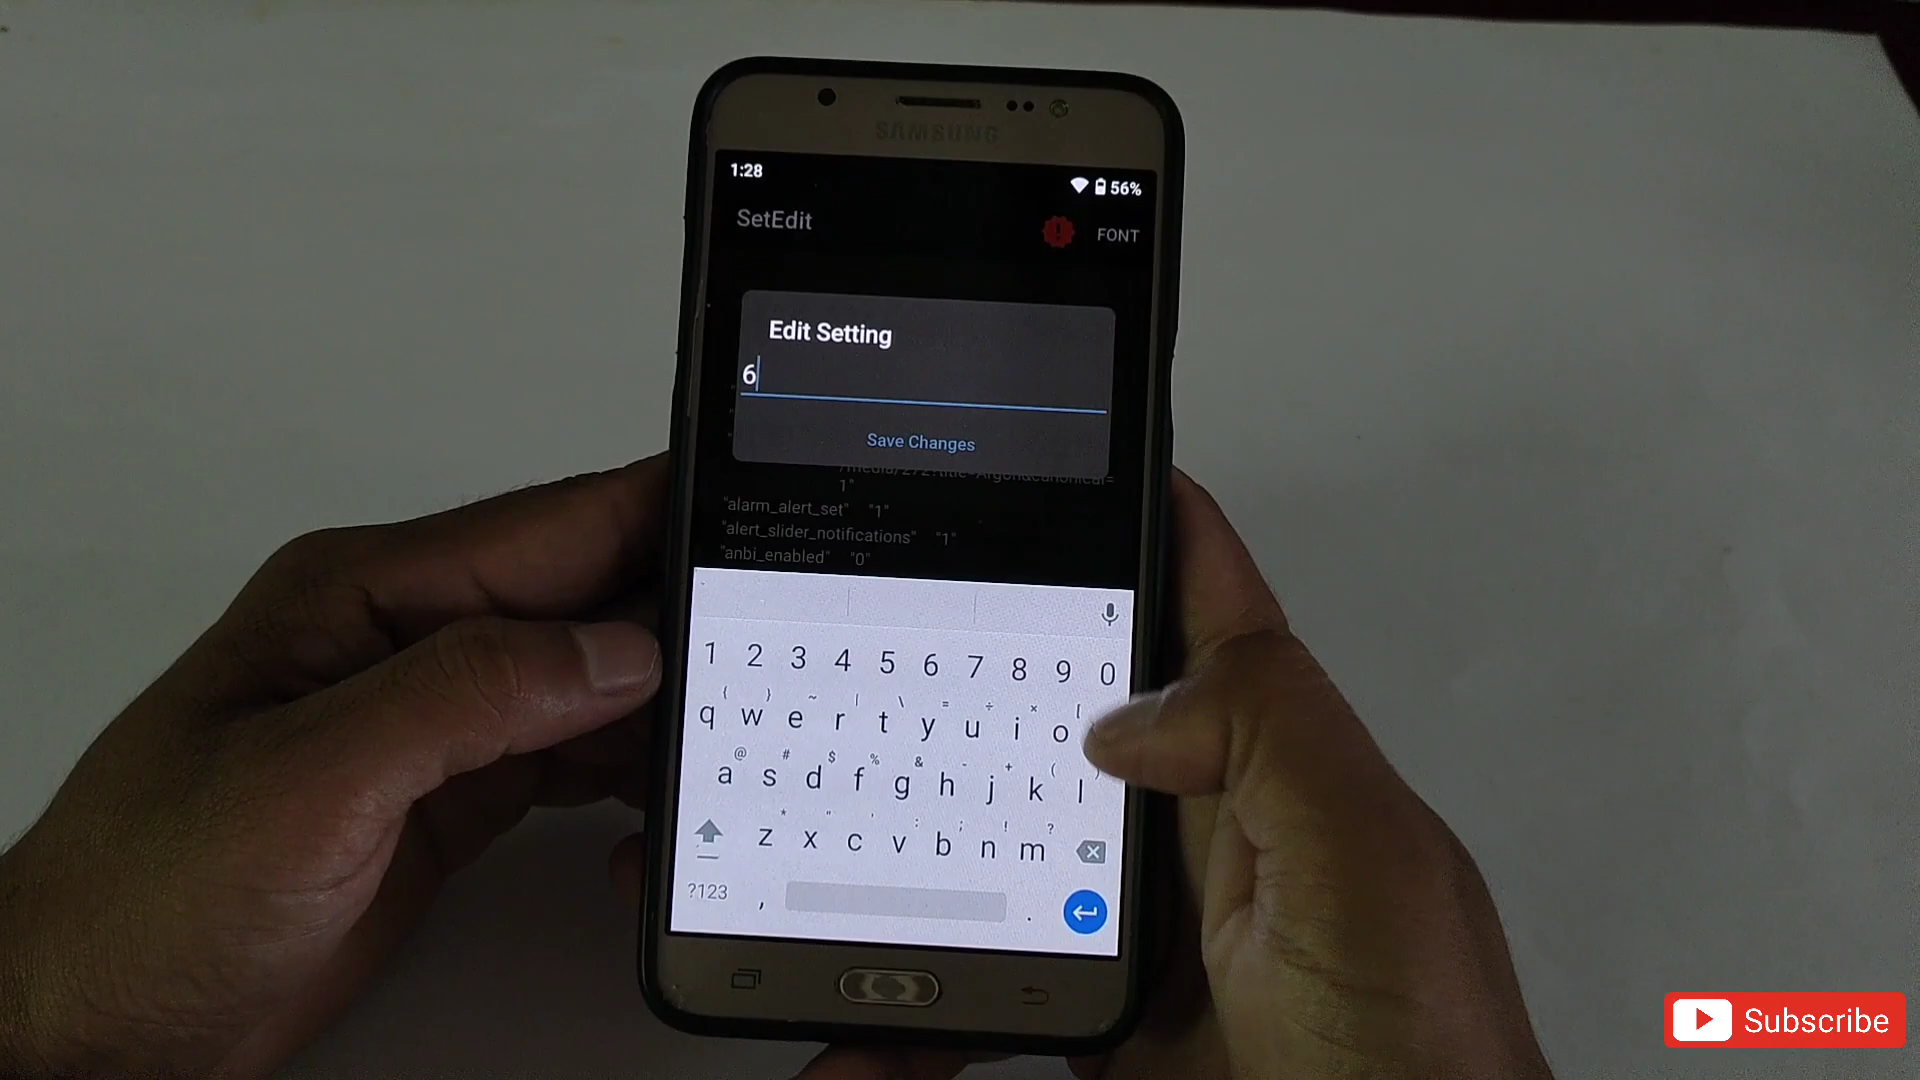 SAMSUNG
1:28
56%
SetEdit
FONT
Edit Setting
6
Save Changes
1"
"alarm_alert_set" "1"
"alert_slider_notifications" "1"
"anbi_enabled" "0"
1 2 3 4 5 6 7 8 9 0
{ } ~ | \ = ÷ × [
q w e r t y u i o
@ # $ % & - + ( )
a s d f g h j k l
* " ' : ; ! ?
z x c v b n m
?123 , .
Subscribe